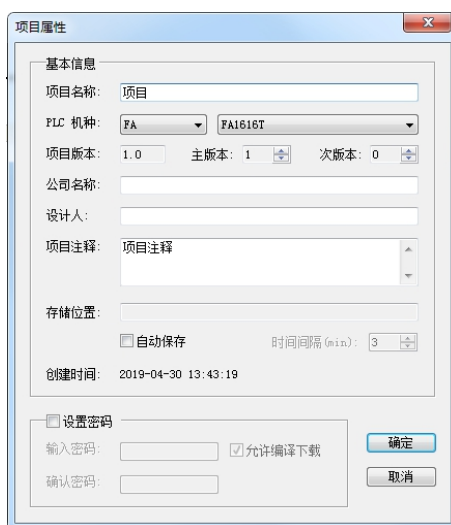 项目属性
基本信息
项目名称: 项目
PLC 机种: FA FA1616T
项目版本: 1.0 主版本: 1 次版本: 0
公司名称:
设计人:
项目注释: 项目注释
存储位置:
自动保存 时间间隔(min): 3
创建时间: 2019-04-30 13:43:19
设置密码
输入密码: 允许编译下载
确认密码:
确定
取消